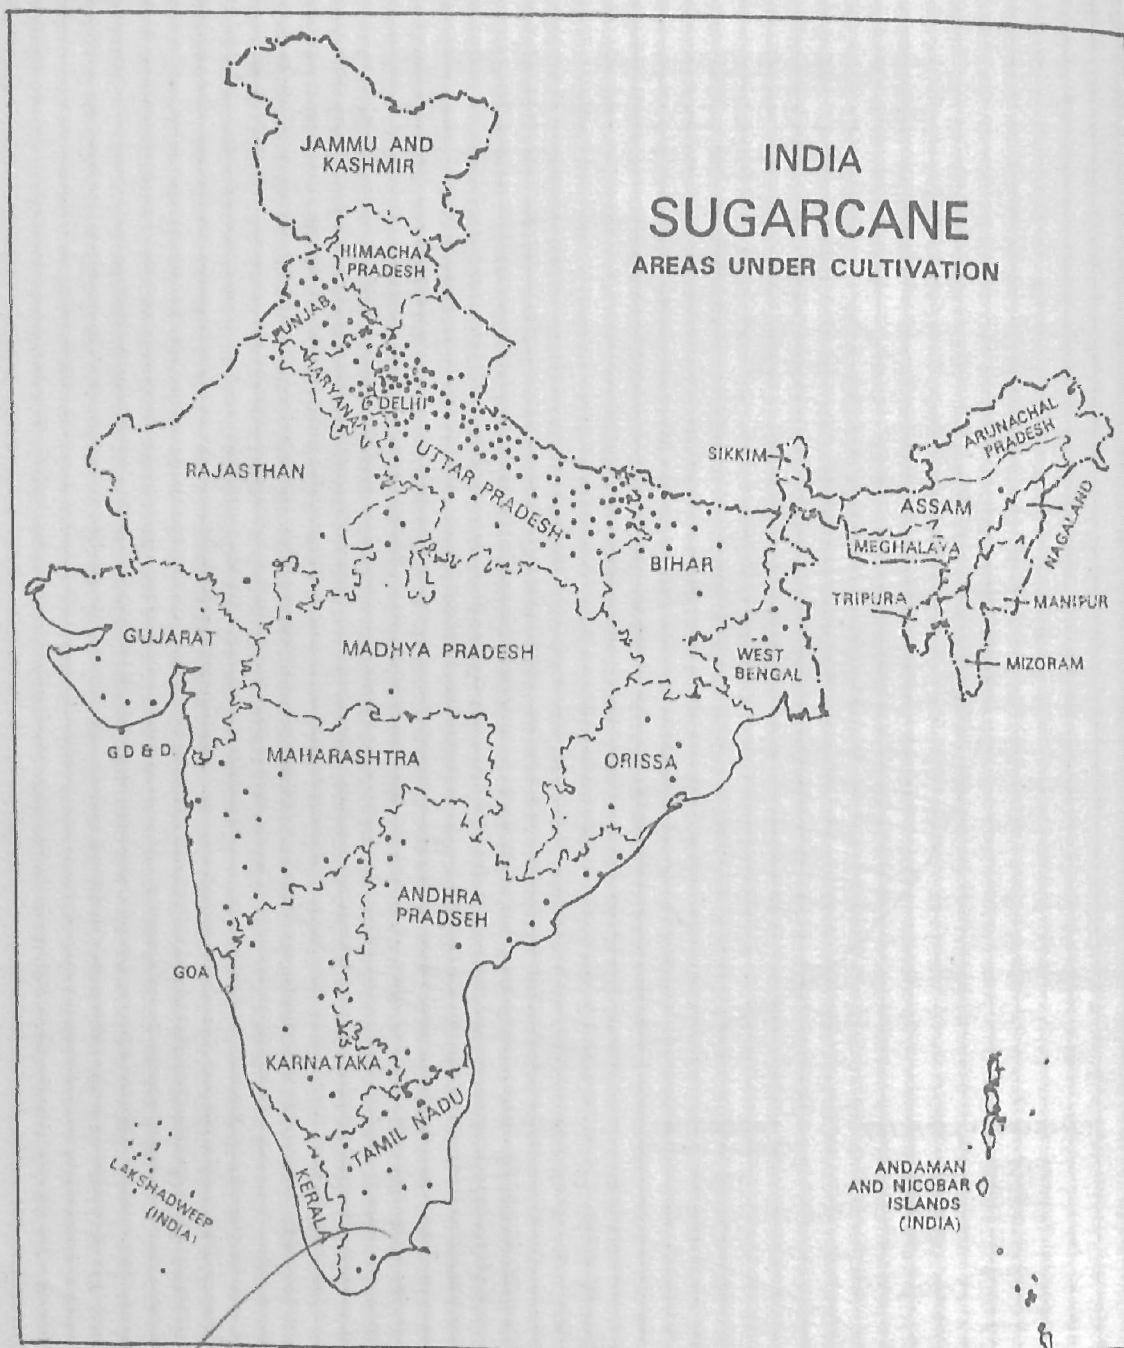 INDIA
SUGARCANE
AREAS UNDER CULTIVATION
JAMMU AND
KASHMIR
HIMACHA
PRADESH
PUNJAB
HARYANA
DELHI
RAJASTHAN
UTTAR PRADESH
SIKKIM
ARUNACHAL
PRADESH
ASSAM
NAGALAND
MEGHALAYA
BIHAR
TRIPURA
MANIPUR
MIZORAM
GUJARAT
MADHYA PRADESH
WEST
BENGAL
G.D & D.
MAHARASHTRA
ORISSA
ANDHRA
PRADSEH
GOA
KARNATAKA
TAMIL NADU
KERALA
LAKSHADWEEP
(INDIA)
ANDAMAN
AND NICOBAR
ISLANDS
(INDIA)